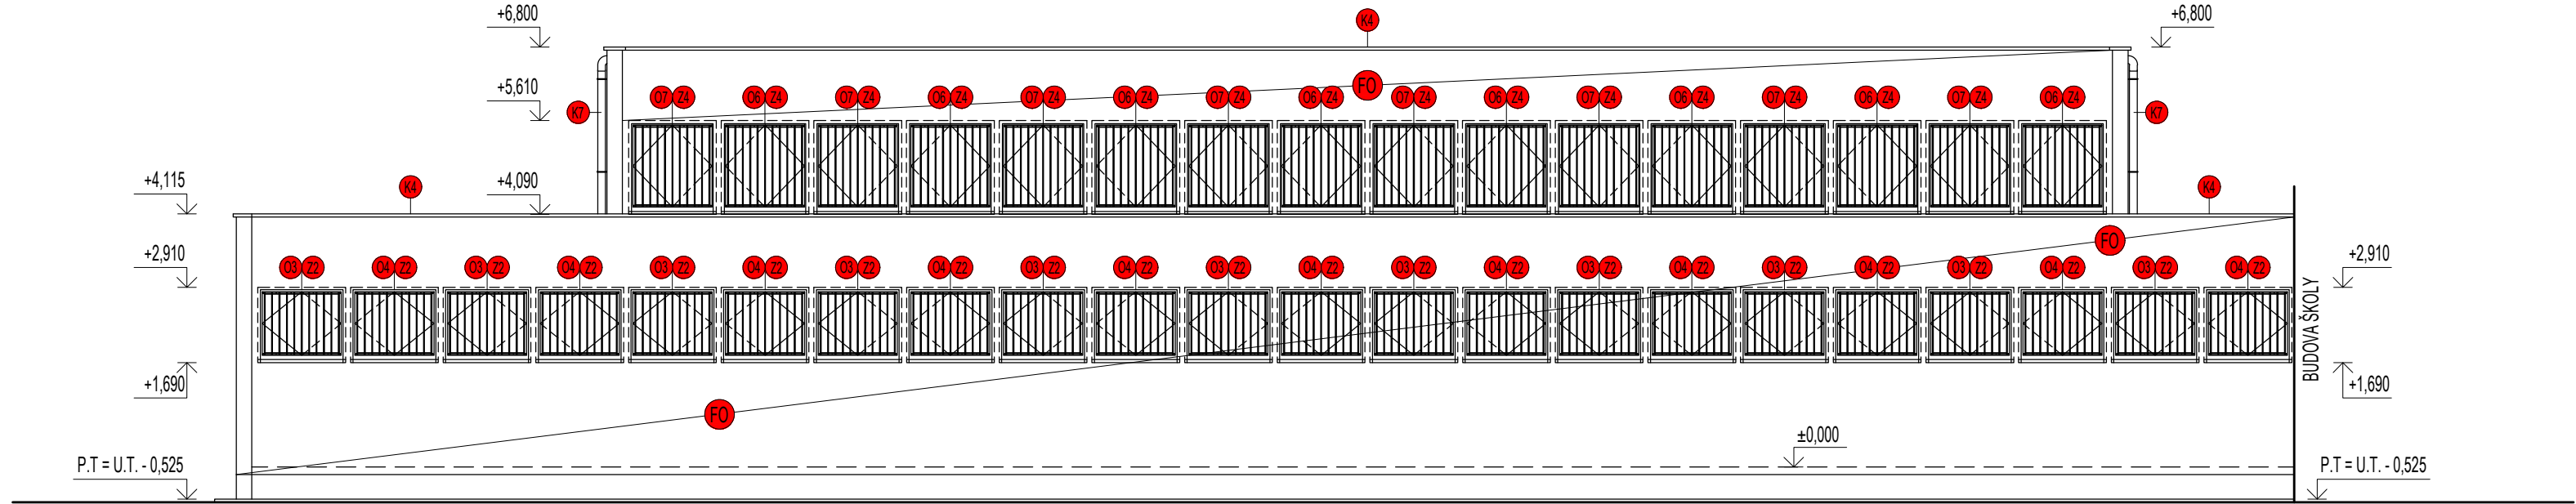 K4
+6,800 +6,800
FO
+5,610
O7 Z4 O6 Z4 O7 Z4 O6 Z4 O7 Z4 O6 Z4 O7 Z4 O6 Z4 O7 Z4 O6 Z4 O7 Z4 O6 Z4 O7 Z4 O6 Z4 O7 Z4 O6 Z4
K7 K7
+4,115 K4 +4,090 K4
FO
+2,910 +2,910
O3 Z2 O4 Z2 O3 Z2 O4 Z2 O3 Z2 O4 Z2 O3 Z2 O4 Z2 O3 Z2 O4 Z2 O3 Z2 O4 Z2 O3 Z2 O4 Z2 O3 Z2 O4 Z2 O3 Z2 O4 Z2 O3 Z2 O4 Z2 O3 Z2 O4 Z2
BUDOVA ŠKOLY
+1,690 +1,690
FO
±0,000
P.T = U.T. - 0,525 P.T = U.T. - 0,525